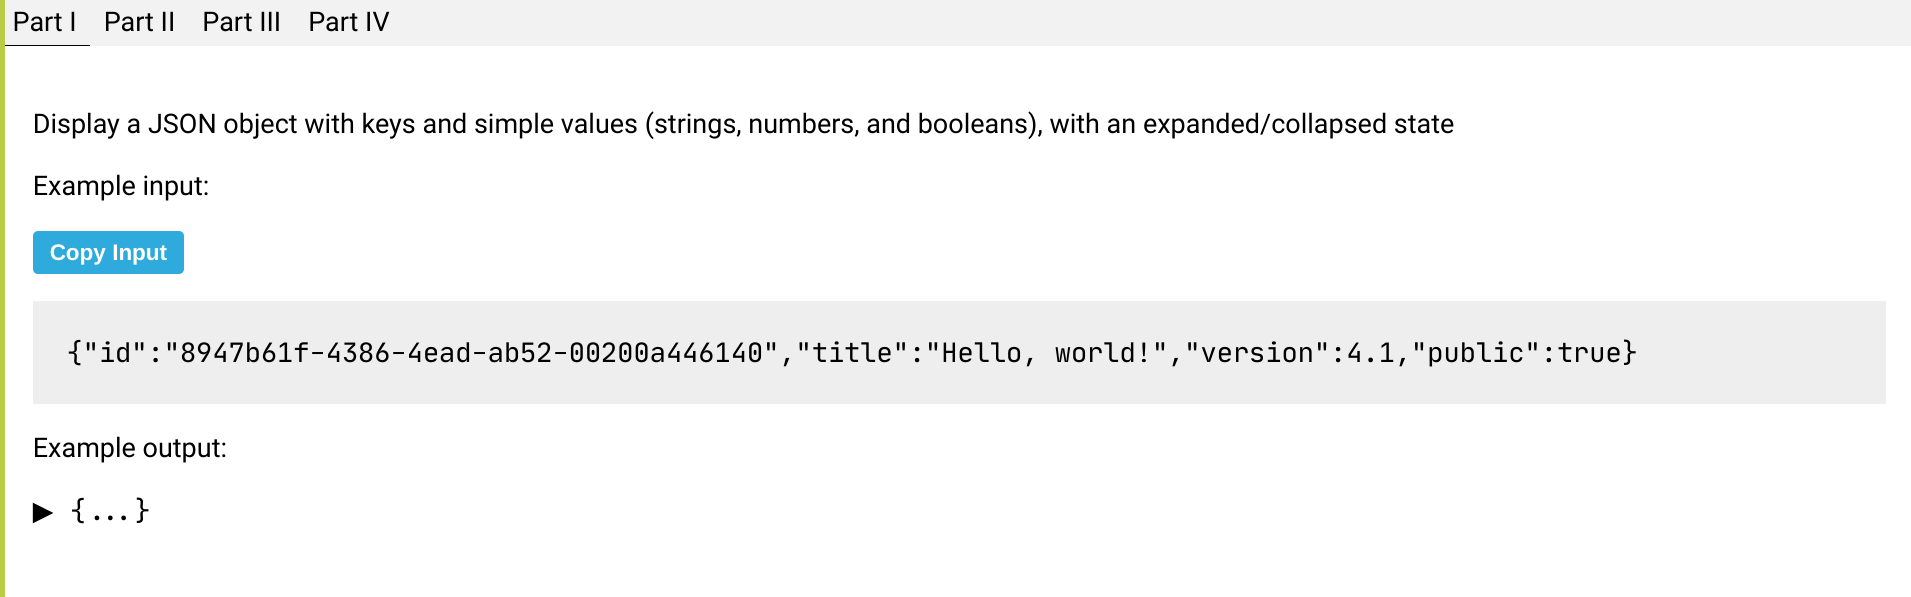 Part I Part II Part III Part IV
Display a JSON object with keys and simple values (strings, numbers, and booleans), with an expanded/collapsed state
Example input:
Copy Input
{"id":"8947b61f-4386-4ead-ab52-00200a446140","title":"Hello, world!","version":4.1,"public":true}
Example output:
▶ {...}